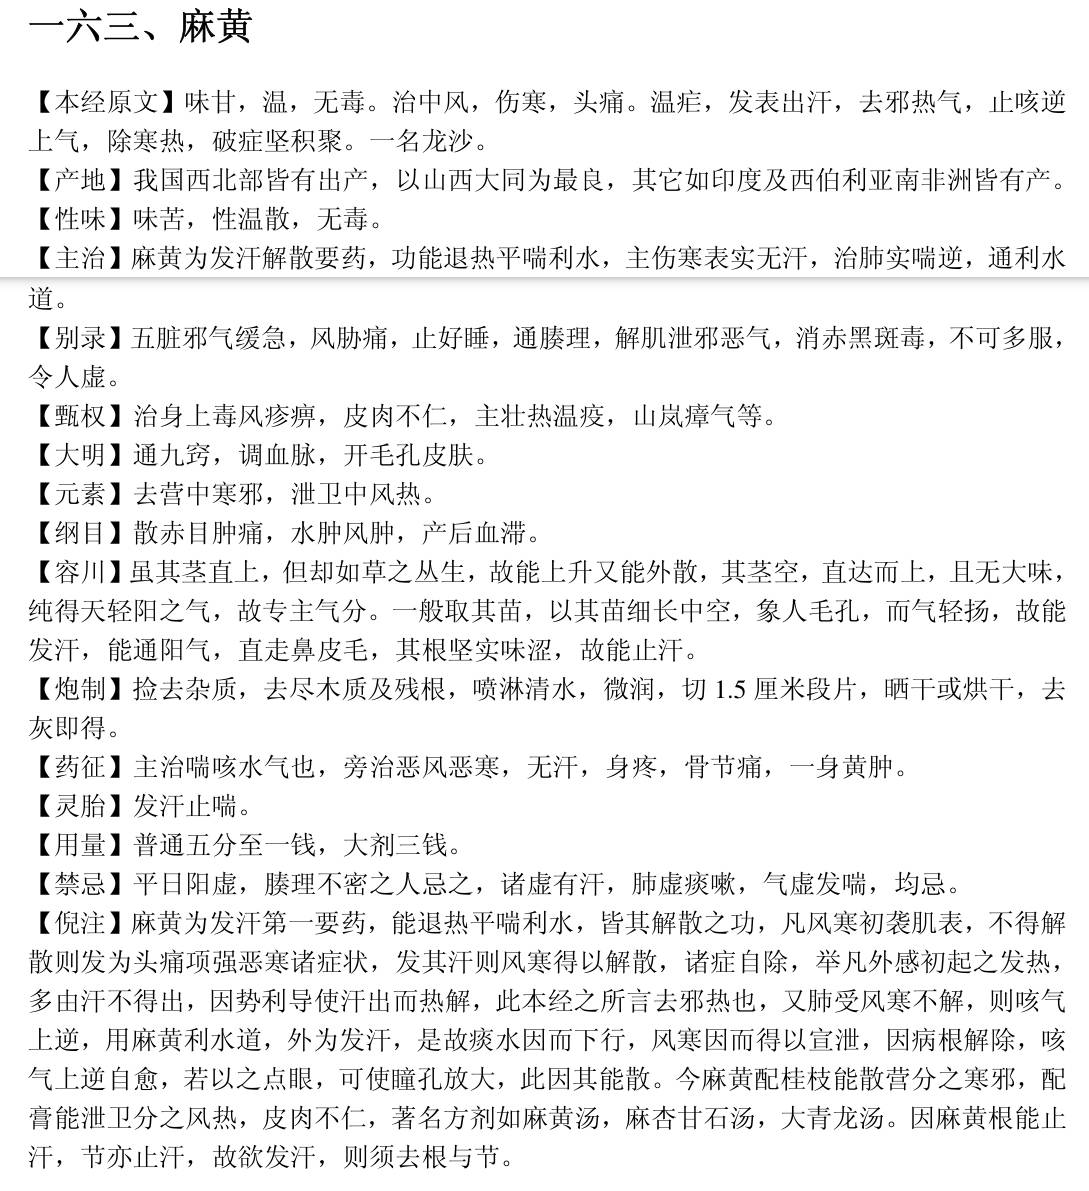 一六三、麻黄
【本经原文】味甘，温，无毒。治中风，伤寒，头痛。温疟，发表出汗，去邪热气，止咳逆
上气，除寒热，破症坚积聚。一名龙沙。
【产地】我国西北部皆有出产，以山西大同为最良，其它如印度及西伯利亚南非洲皆有产。
【性味】味苦，性温散，无毒。
【主治】麻黄为发汗解散要药，功能退热平喘利水，主伤寒表实无汗，治肺实喘逆，通利水
道。
【别录】五脏邪气缓急，风胁痛，止好睡，通腠理，解肌泄邪恶气，消赤黑斑毒，不可多服，
令人虚。
【甄权】治身上毒风疹痹，皮肉不仁，主壮热温疫，山岚瘴气等。
【大明】通九窍，调血脉，开毛孔皮肤。
【元素】去营中寒邪，泄卫中风热。
【纲目】散赤目肿痛，水肿风肿，产后血滞。
【容川】虽其茎直上，但却如草之丛生，故能上升又能外散，其茎空，直达而上，且无大味，
纯得天轻阳之气，故专主气分。一般取其苗，以其苗细长中空，象人毛孔，而气轻扬，故能
发汗，能通阳气，直走鼻皮毛，其根坚实味涩，故能止汗。
【炮制】捡去杂质，去尽木质及残根，喷淋清水，微润，切 1.5 厘米段片，晒干或烘干，去
灰即得。
【药征】主治喘咳水气也，旁治恶风恶寒，无汗，身疼，骨节痛，一身黄肿。
【灵胎】发汗止喘。
【用量】普通五分至一钱，大剂三钱。
【禁忌】平日阳虚，腠理不密之人忌之，诸虚有汗，肺虚痰嗽，气虚发喘，均忌。
【倪注】麻黄为发汗第一要药，能退热平喘利水，皆其解散之功，凡风寒初袭肌表，不得解
散则发为头痛项强恶寒诸症状，发其汗则风寒得以解散，诸症自除，举凡外感初起之发热，
多由汗不得出，因势利导使汗出而热解，此本经之所言去邪热也，又肺受风寒不解，则咳气
上逆，用麻黄利水道，外为发汗，是故痰水因而下行，风寒因而得以宣泄，因病根解除，咳
气上逆自愈，若以之点眼，可使瞳孔放大，此因其能散。今麻黄配桂枝能散营分之寒邪，配
膏能泄卫分之风热，皮肉不仁，著名方剂如麻黄汤，麻杏甘石汤，大青龙汤。因麻黄根能止
汗，节亦止汗，故欲发汗，则须去根与节。